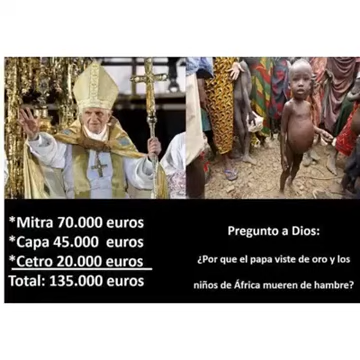 *Mitra 70.000 euros
*Capa 45.000 euros
*Cetro 20.000 euros
Total: 135.000 euros
Pregunto a Dios:
¿Por que el papa viste de oro y los
niños de África mueren de hambre?